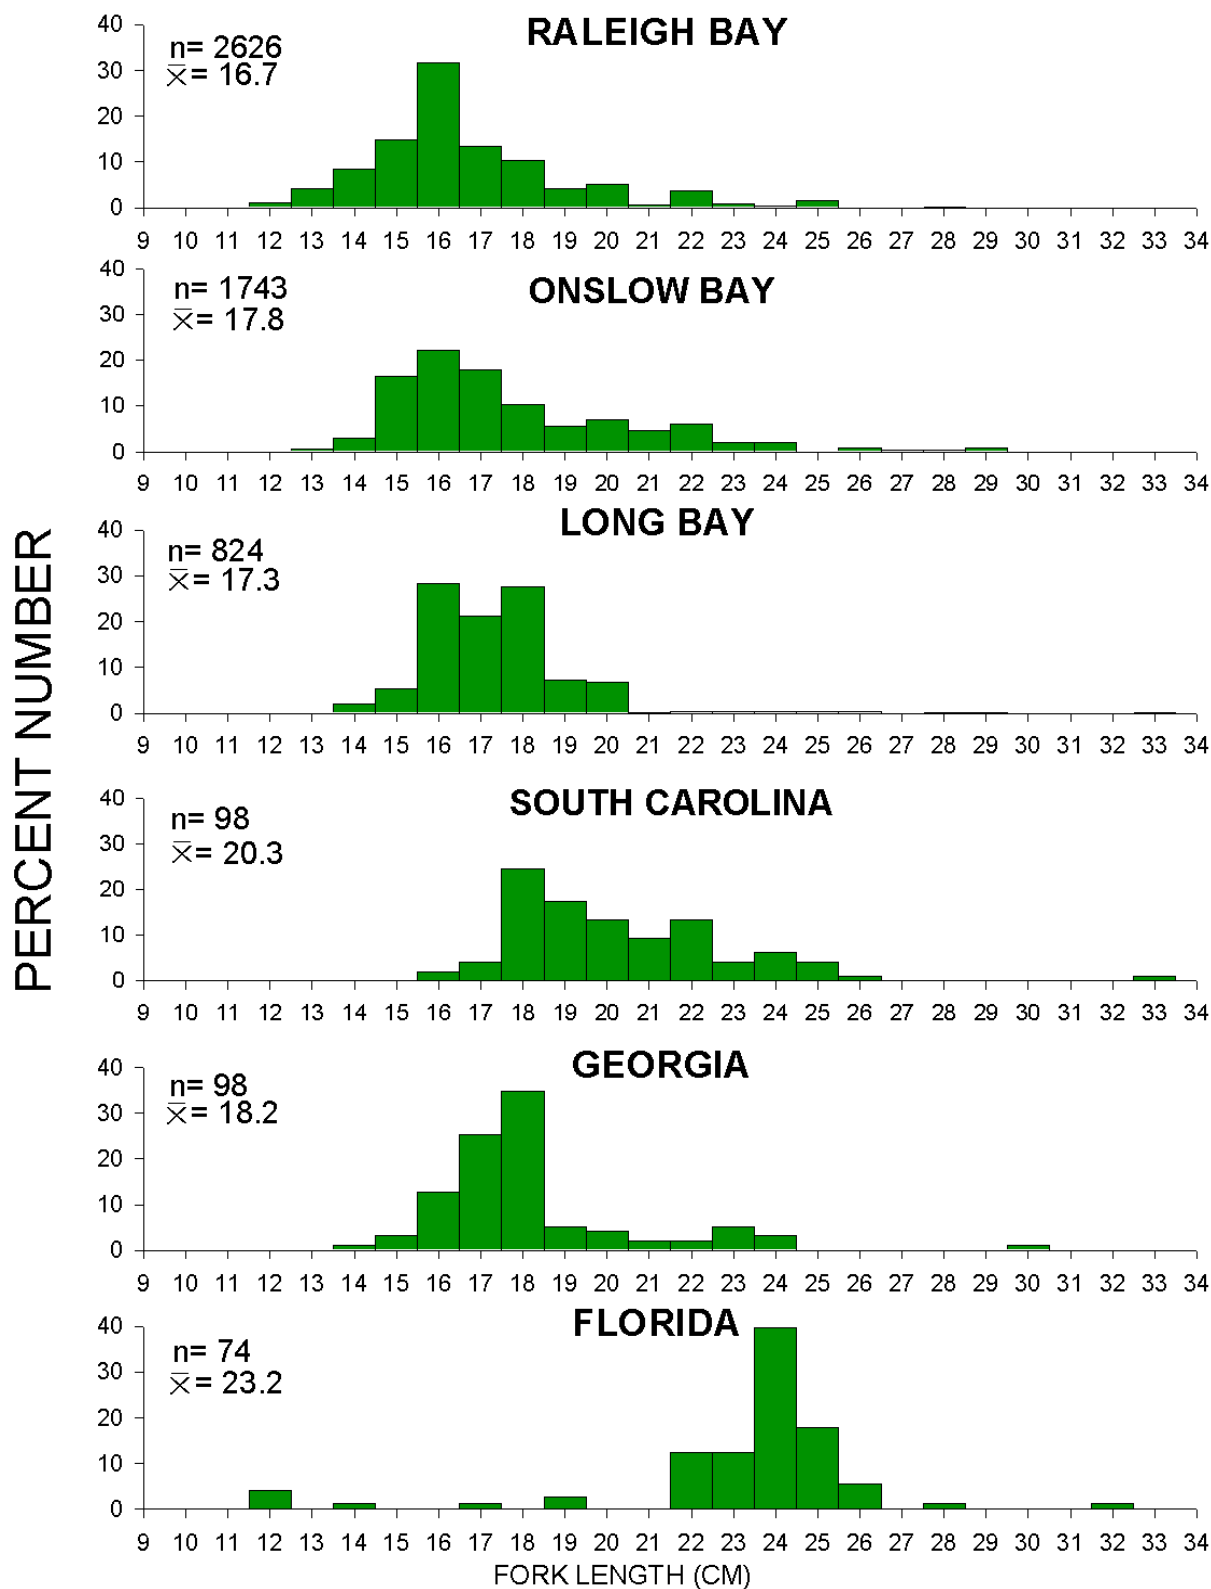 RALEIGH BAY
n= 2626
x̄= 16.7
40
30
20
10
0
9 10 11 12 13 14 15 16 17 18 19 20 21 22 23 24 25 26 27 28 29 30 31 32 33 34
ONSLOW BAY
n= 1743
x̄= 17.8
40
30
20
10
0
9 10 11 12 13 14 15 16 17 18 19 20 21 22 23 24 25 26 27 28 29 30 31 32 33 34
LONG BAY
n= 824
x̄= 17.3
40
30
20
10
0
9 10 11 12 13 14 15 16 17 18 19 20 21 22 23 24 25 26 27 28 29 30 31 32 33 34
PERCENT NUMBER
SOUTH CAROLINA
n= 98
x̄= 20.3
40
30
20
10
0
9 10 11 12 13 14 15 16 17 18 19 20 21 22 23 24 25 26 27 28 29 30 31 32 33 34
GEORGIA
n= 98
x̄= 18.2
40
30
20
10
0
9 10 11 12 13 14 15 16 17 18 19 20 21 22 23 24 25 26 27 28 29 30 31 32 33 34
FLORIDA
n= 74
x̄= 23.2
40
30
20
10
0
9 10 11 12 13 14 15 16 17 18 19 20 21 22 23 24 25 26 27 28 29 30 31 32 33 34
FORK LENGTH (CM)